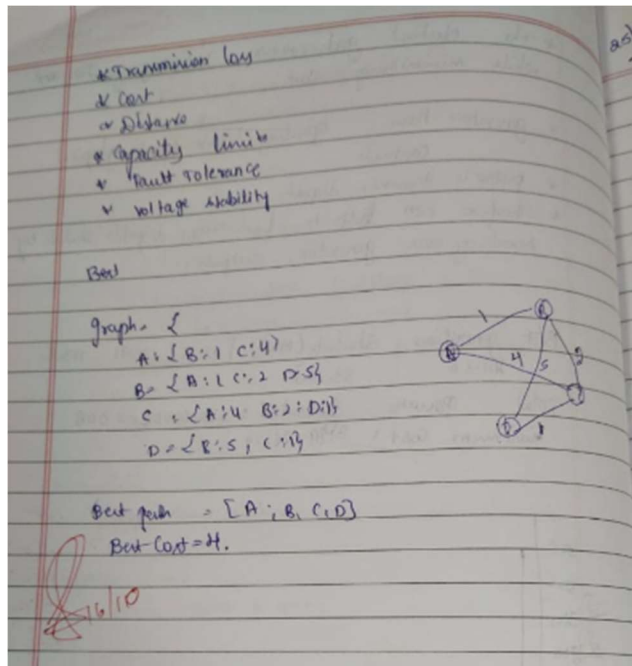 * Transmission loss
* Cost
* Distance
* Capacity limits
* Fault Tolerance
* voltage stability
Best
graph = {
A: {B:1 C:4}
B = {A:1 C:2 D:5}
C = {A:4 B:2: D:1}
D = {B:5, C:1}
1
4
5
1
Best path = [A, B, C, D]
Best Cost = 4.
16/10